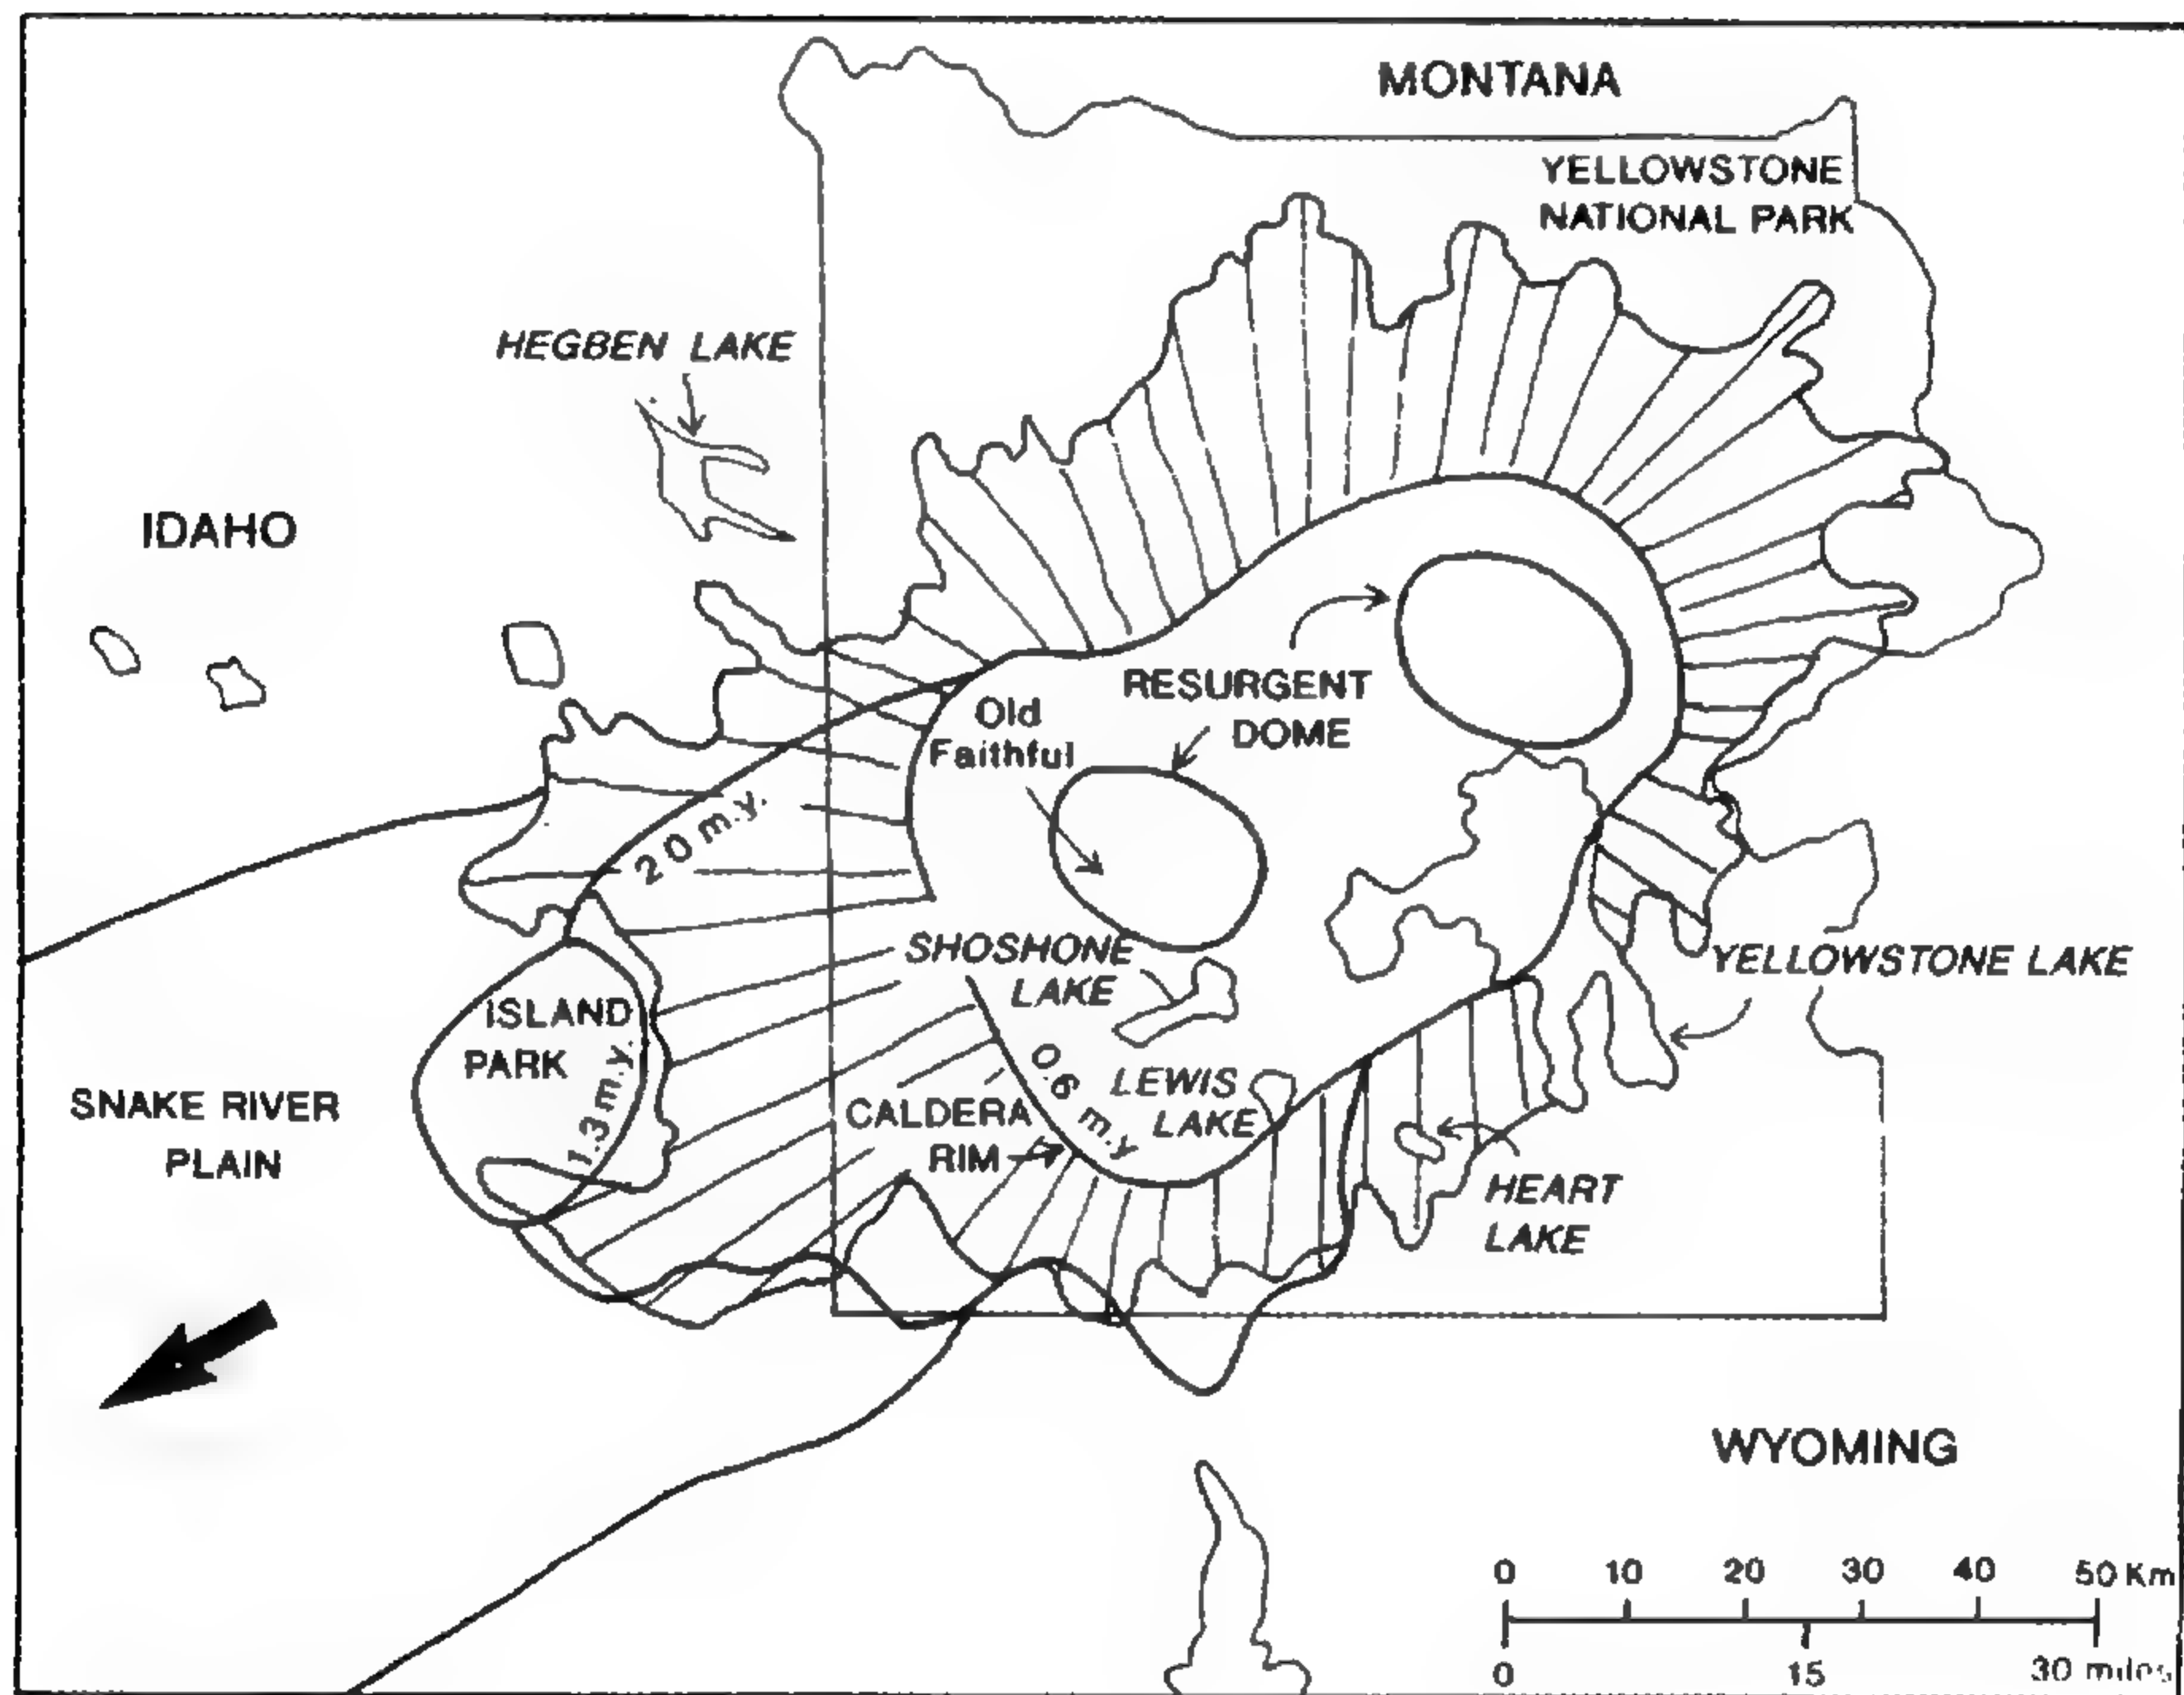 MONTANA
YELLOWSTONE
NATIONAL PARK
HEGBEN LAKE
IDAHO
RESURGENT
DOME
Old
Faithful
2.0 m.y.
SHOSHONE
LAKE
YELLOWSTONE LAKE
ISLAND
PARK
1.3 m.y.
0.6 m.y
LEWIS
LAKE
SNAKE RIVER
PLAIN
CALDERA
RIM
HEART
LAKE
WYOMING
0 10 20 30 40 50 Km
0 15 30 miles